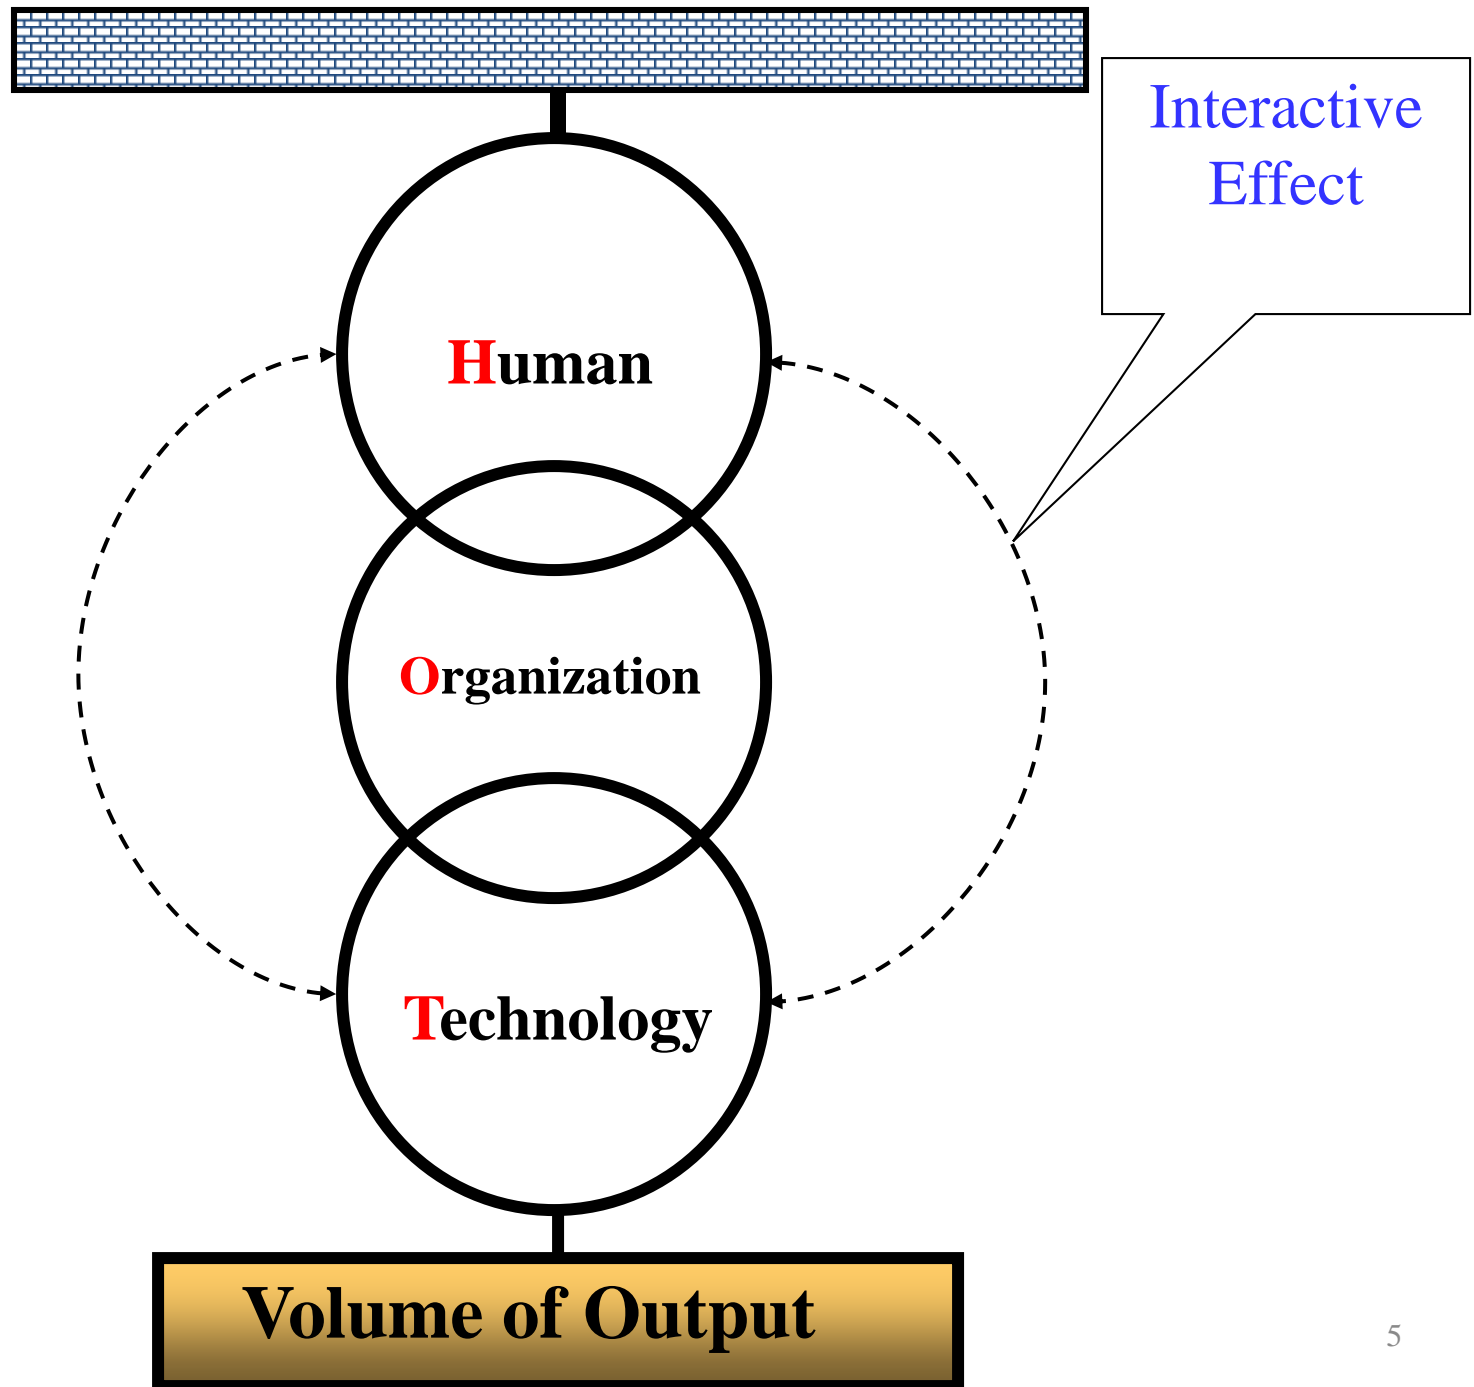 Interactive
Effect
Human
Organization
Technology
Volume of Output
5